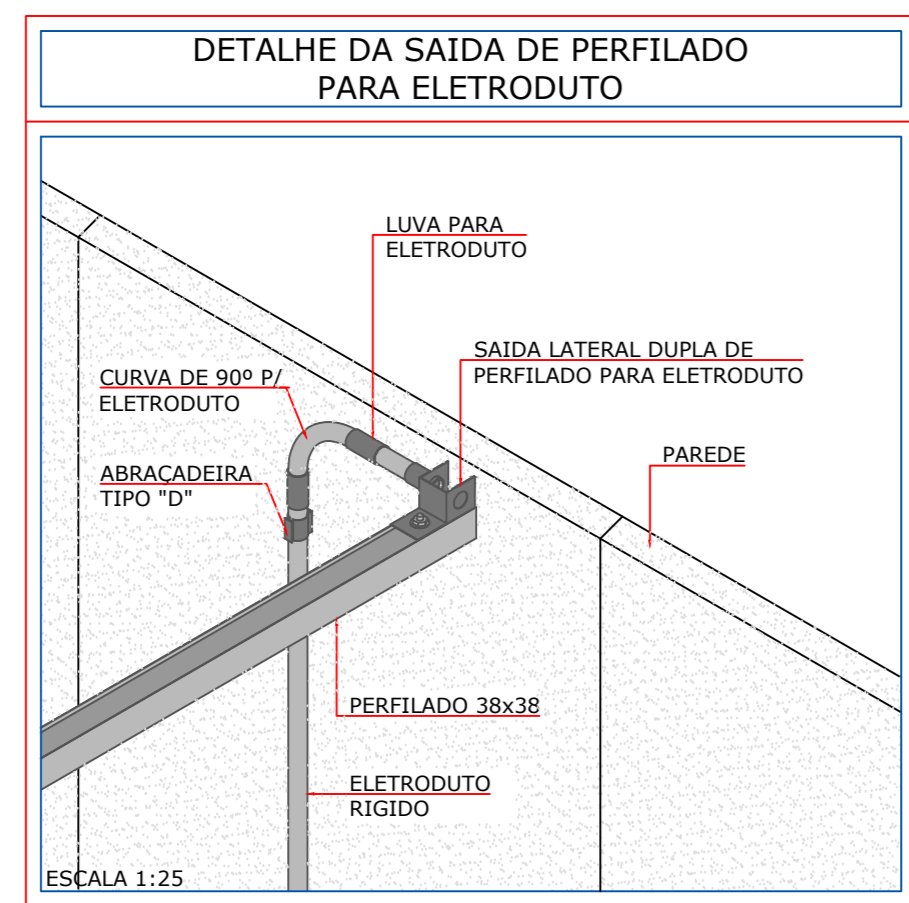 DETALHE DA SAIDA DE PERFILADO
PARA ELETRODUTO
LUVA PARA
ELETRODUTO
SAIDA LATERAL DUPLA DE
PERFILADO PARA ELETRODUTO
CURVA DE 90º P/
ELETRODUTO
PAREDE
ABRAÇADEIRA
TIPO "D"
PERFILADO 38x38
ELETRODUTO
RIGIDO
ESCALA 1:25